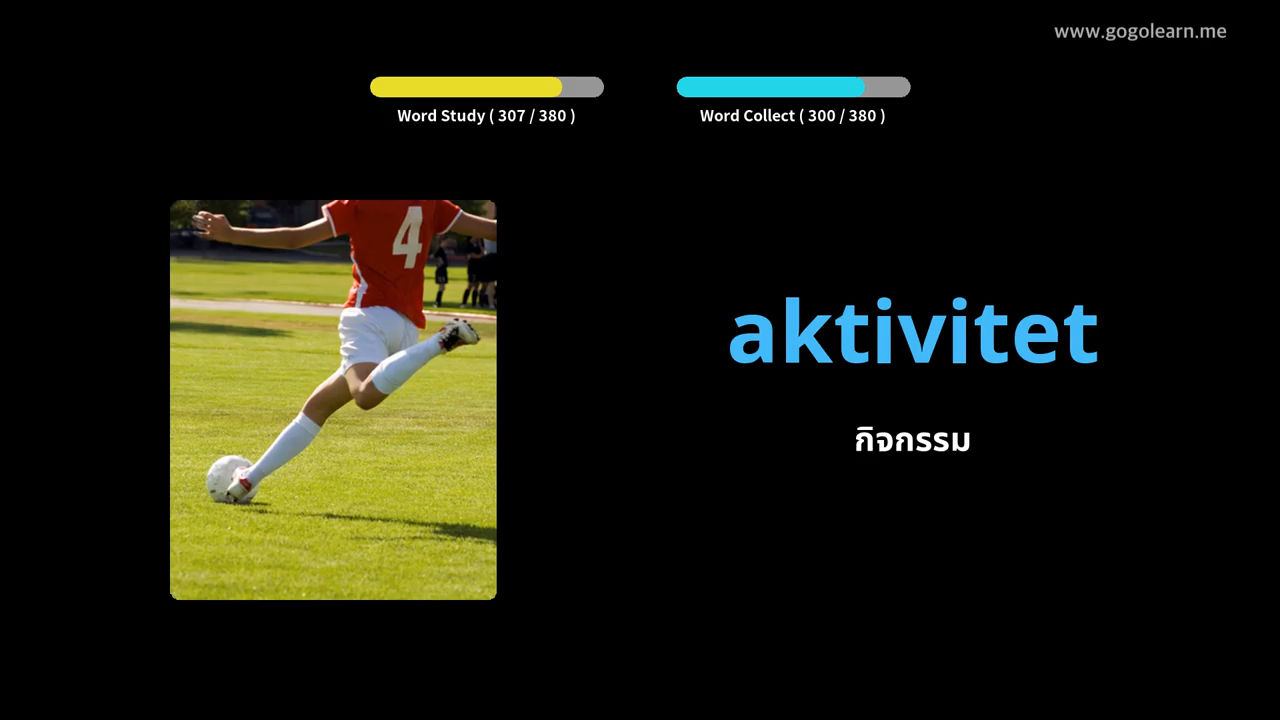 www.gogolearn.me
Word Study ( 307 / 380 )
Word Collect ( 300 / 380 )
4
aktivitet
กิจกรรม